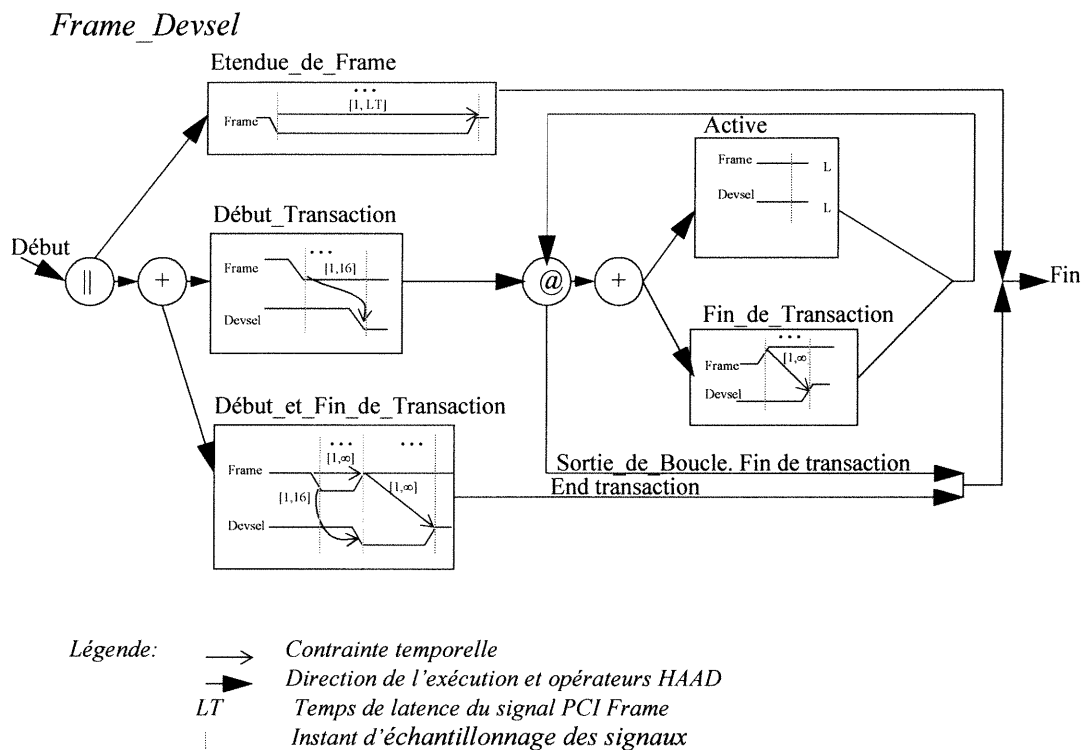 Frame_Devsel
Etendue_de_Frame
• • •
[1, LT]
Frame
Active
Frame
L
Devsel
L
Début_Transaction
• • •
Frame
[1,16]
Devsel
Début
||
+
@
+
Fin
Fin_de_Transaction
• • •
Frame
[1,∞
Devsel
Début_et_Fin_de_Transaction
• • •
• • •
Frame
[1,∞]
[1,16]
[1,∞]
Devsel
Sortie_de_Boucle. Fin de transaction
End transaction
Légende:
Contrainte temporelle
Direction de l'exécution et opérateurs HAAD
LT Temps de latence du signal PCI Frame
Instant d'échantillonnage des signaux